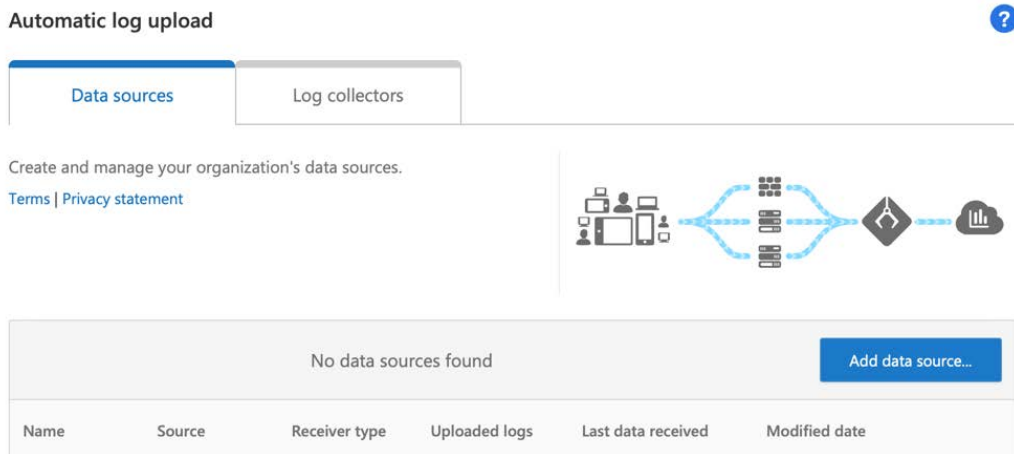 Automatic log upload
?
Data sources
Log collectors
Create and manage your organization's data sources.
Terms | Privacy statement
No data sources found
Add data source...
Name Source Receiver type Uploaded logs Last data received Modified date